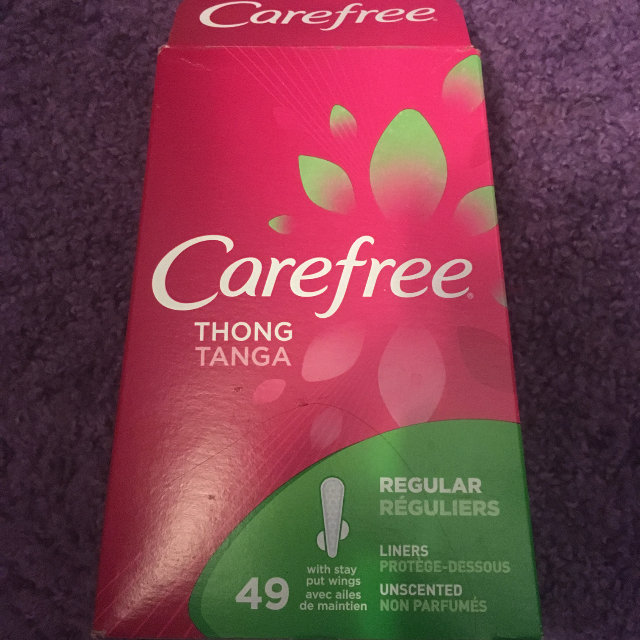 Carefree®
Carefree®
THONG
TANGA
REGULAR
RÉGULIERS
LINERS
PROTÈGE-DESSOUS
UNSCENTED
NON PARFUMÉS
49
with stay
put wings
avec ailes
de maintien